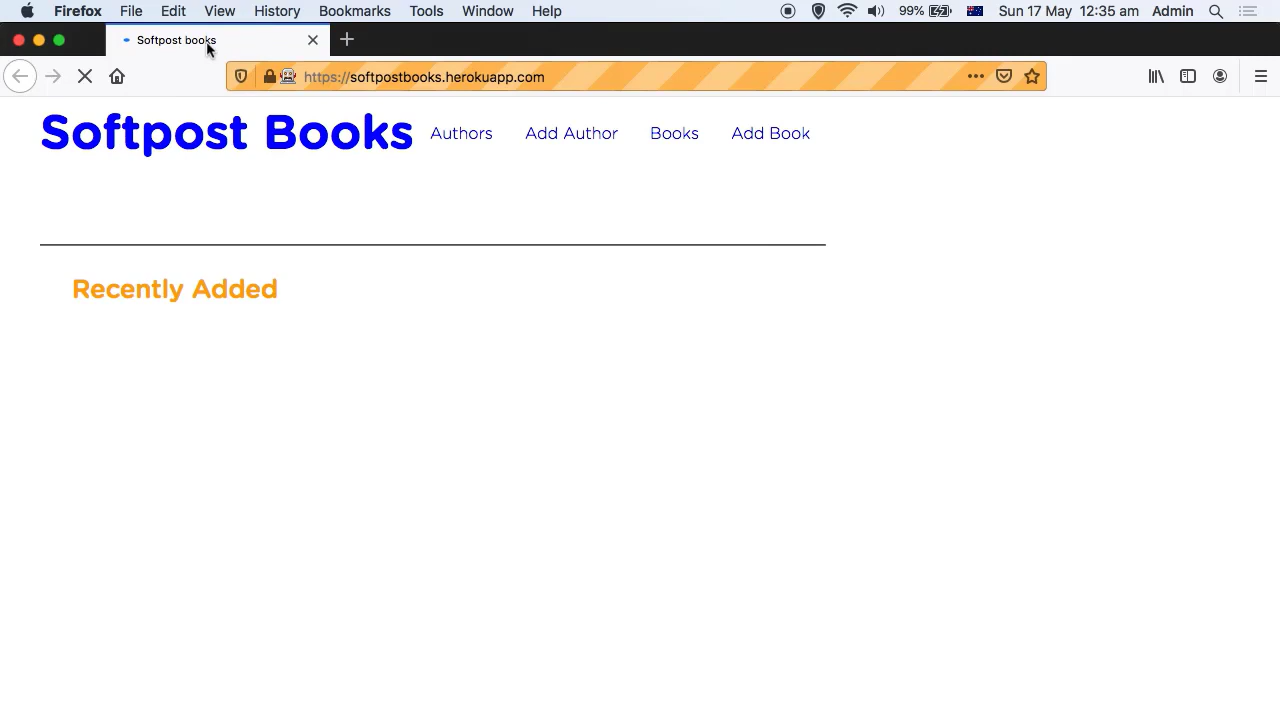 Firefox File Edit View History Bookmarks Tools Window Help 99% Sun 17 May 12:35 am Admin
Softpost books
https://softpostbooks.herokuapp.com
Softpost Books Authors Add Author Books Add Book
Recently Added